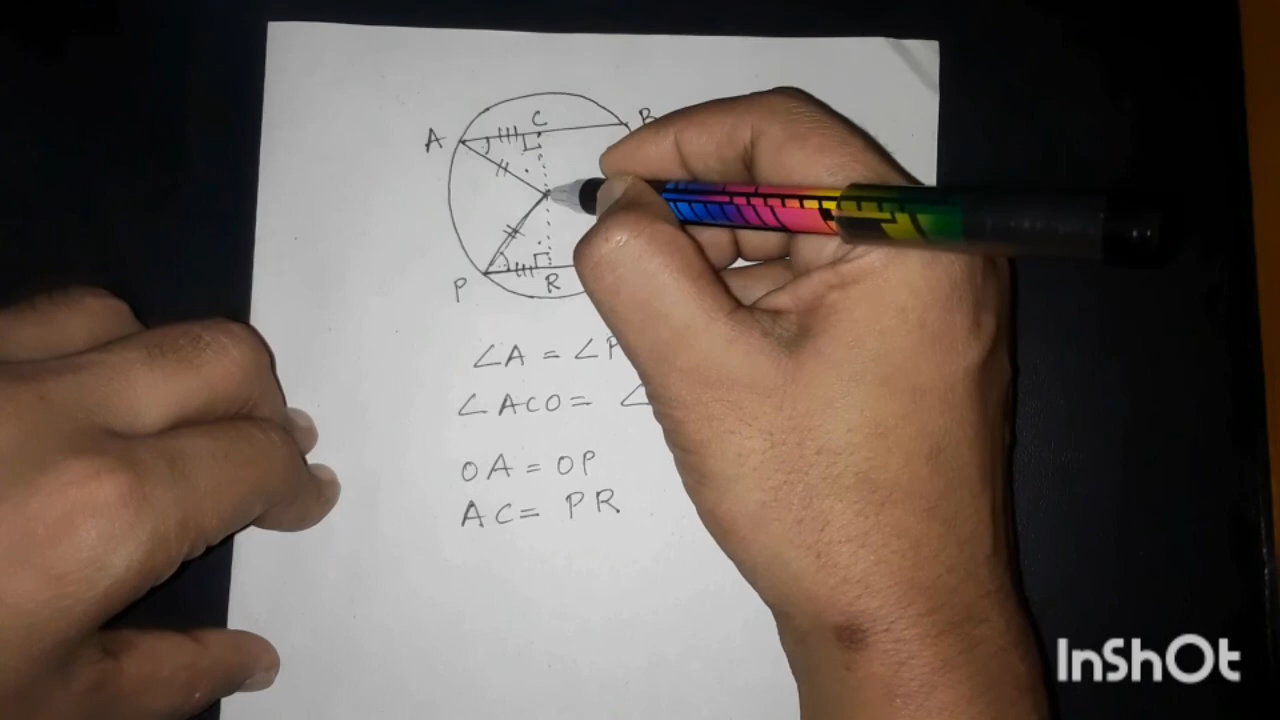 C
A
B
P
R
∠A = ∠P
∠ACO = ∠
OA = OP
AC = PR
InShOt